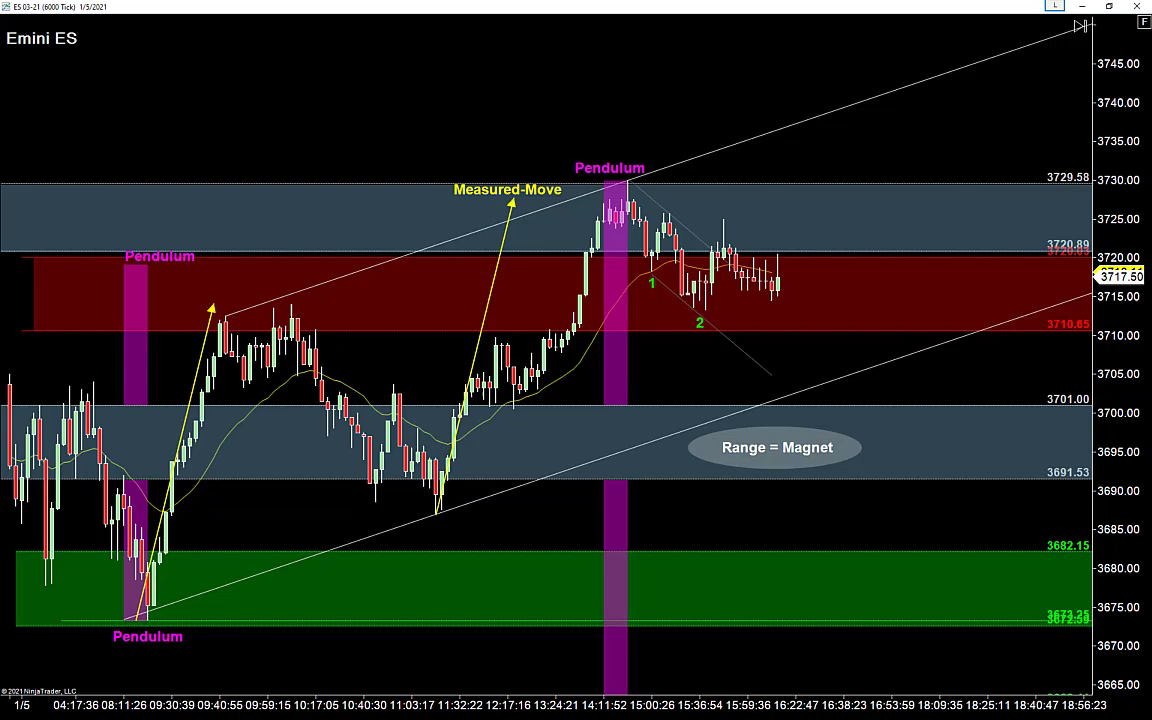 ES 03-21 (6000 Tick) 1/5/2021
L
F
Emini ES
3745.00
3740.00
3735.00
Pendulum
3729.58
3730.00
Measured-Move
3725.00
3720.89
3720.03
Pendulum
3720.00
3717.50
1
3715.00
2
3710.65
3710.00
3705.00
3701.00
3700.00
Range = Magnet
3695.00
3691.53
3690.00
3685.00
3682.15
3680.00
3675.00
3673.25
3672.59
Pendulum
3670.00
3665.00
© 2021 NinjaTrader, LLC
1/5 04:17:36 08:11:26 09:30:39 09:40:55 09:59:15 10:17:05 10:40:30 11:03:17 11:32:22 12:17:16 13:24:21 14:11:52 15:00:26 15:36:54 15:59:36 16:22:47 16:38:23 16:53:59 18:09:35 18:25:11 18:40:47 18:56:23